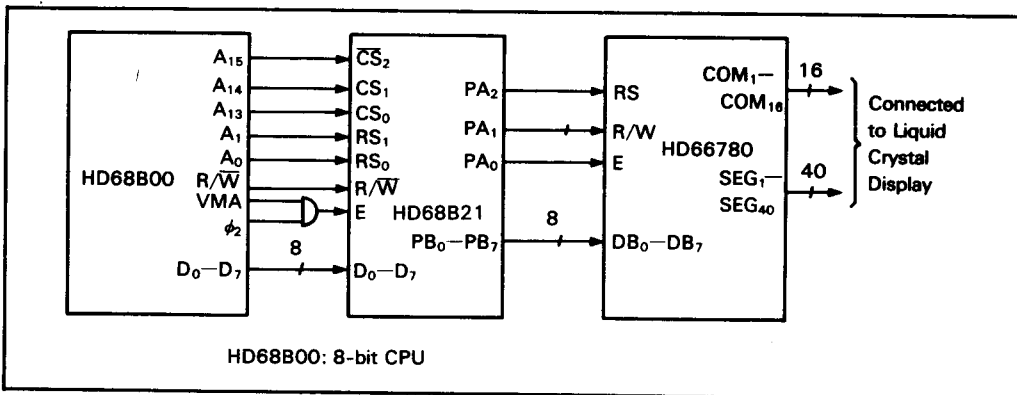 A₁₅
A₁₄
A₁₃
A₁
A₀
R/W̅
VMA
ϕ₂
D₀—D₇
HD68B00
8
C̅S̅₂
CS₁
CS₀
RS₁
RS₀
R/W̅
E
HD68B21
D₀—D₇
PA₂
PA₁
PA₀
PB₀—PB₇
8
RS
R/W
E
HD66780
DB₀—DB₇
COM₁—
COM₁₆
SEG₁—
SEG₄₀
16
40
Connected
to Liquid
Crystal
Display
HD68B00: 8-bit CPU